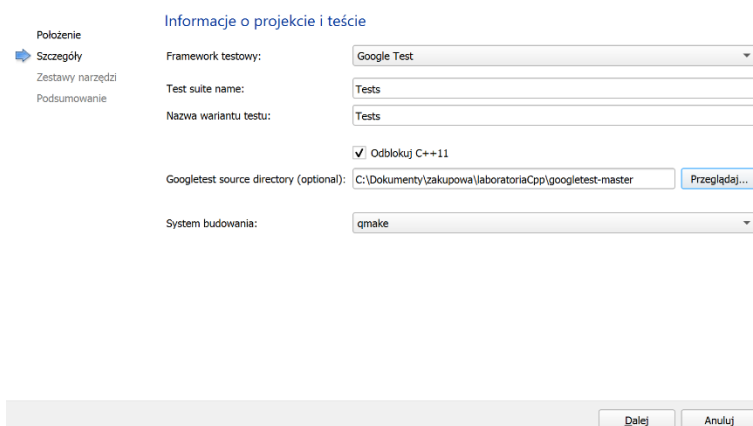 Informacje o projekcie i teście
Położenie
Szczegóły
Zestawy narzędzi
Podsumowanie
Framework testowy: Google Test
Test suite name: Tests
Nazwa wariantu testu: Tests
Odblokuj C++11
Googletest source directory (optional): C:\Dokumenty\zakupowa\laboratoriaCpp\googletest-master Przeglądaj...
System budowania: qmake
Dalej Anuluj